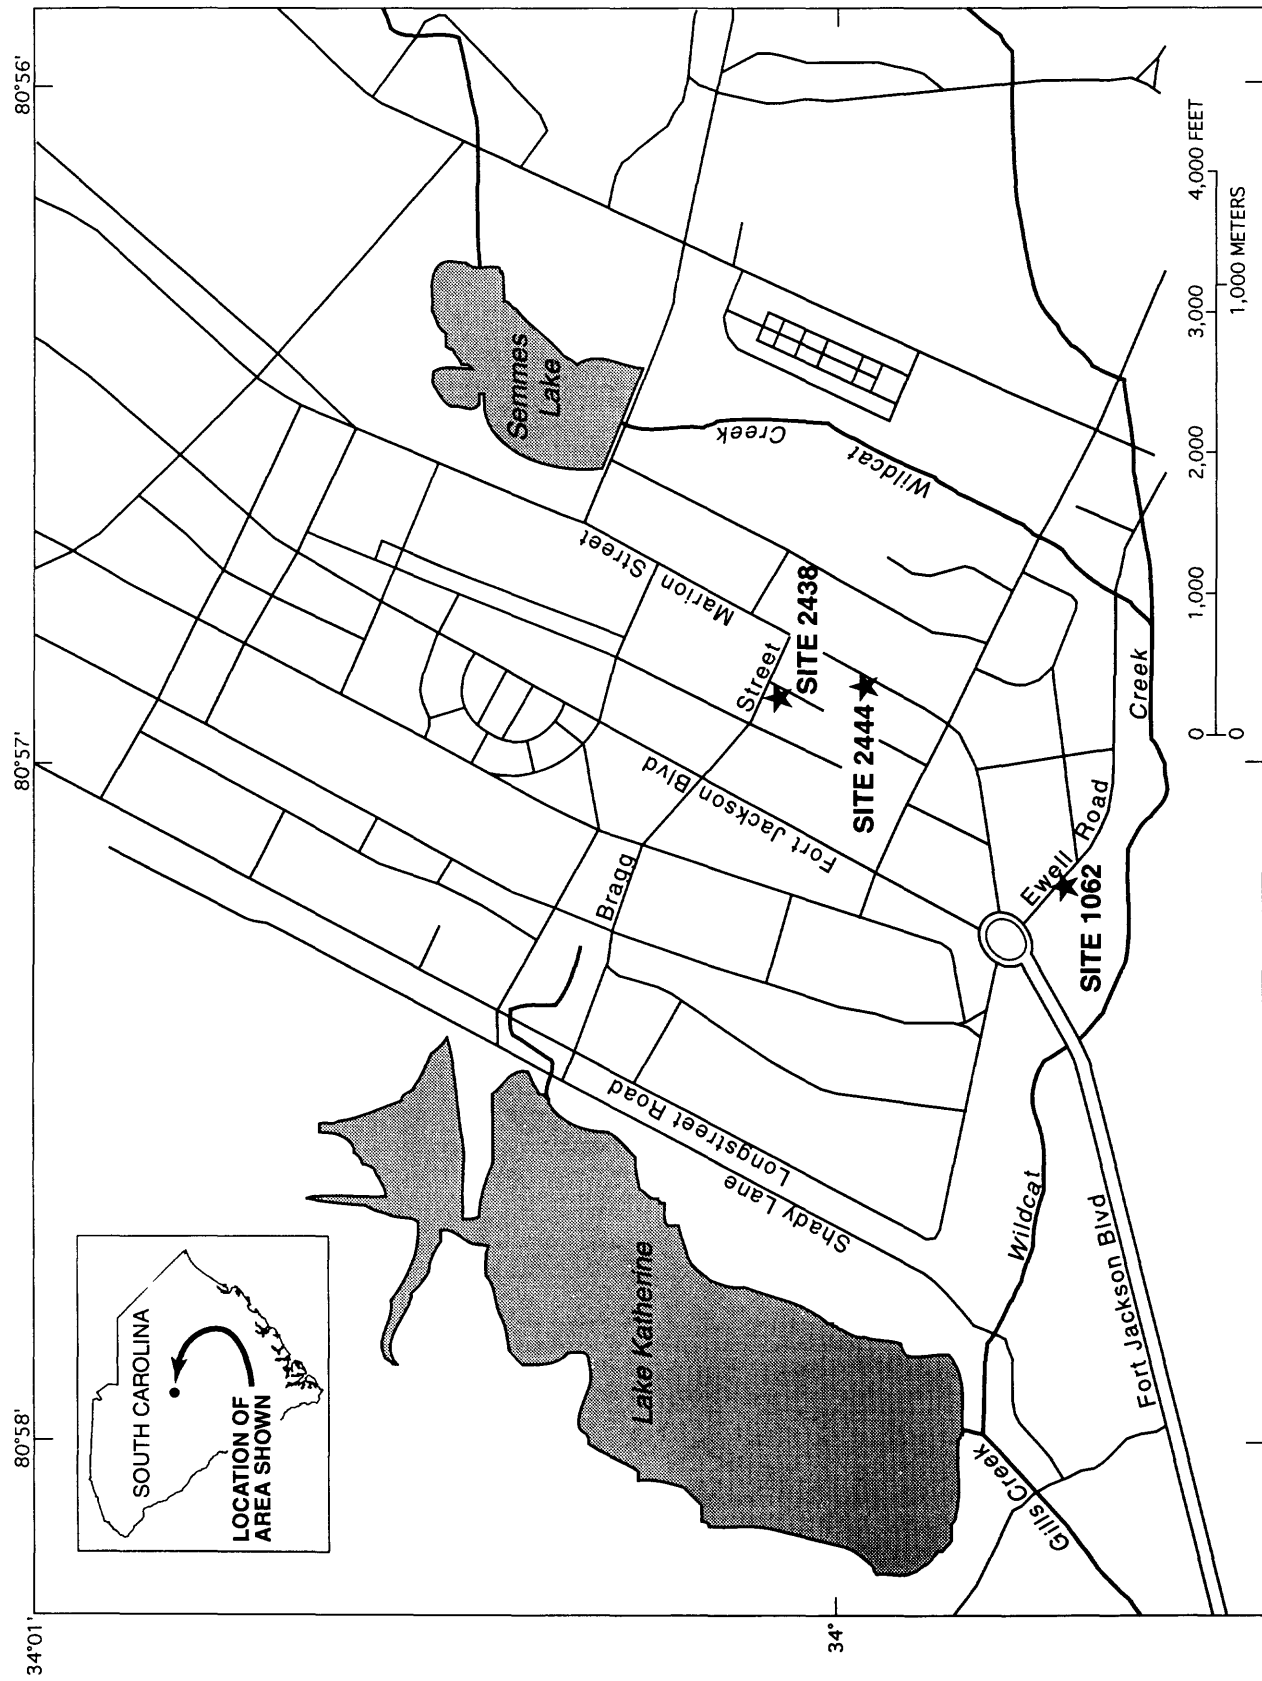 80°58'
80°57'
80°56'
34°01'
34°
SOUTH CAROLINA
LOCATION OF
AREA SHOWN
Semmes
Lake
Lake Katherine
Wildcat
Creek
Marion
Street
Street
SITE 2438
SITE 2444
SITE 1062
Bragg
Fort Jackson Blvd
Longstreet Road
Shady Lane
Ewell Road
Wildcat
Creek
Gills Creek
Fort Jackson Blvd
0 1,000 2,000 3,000 4,000 FEET
0 1,000 METERS